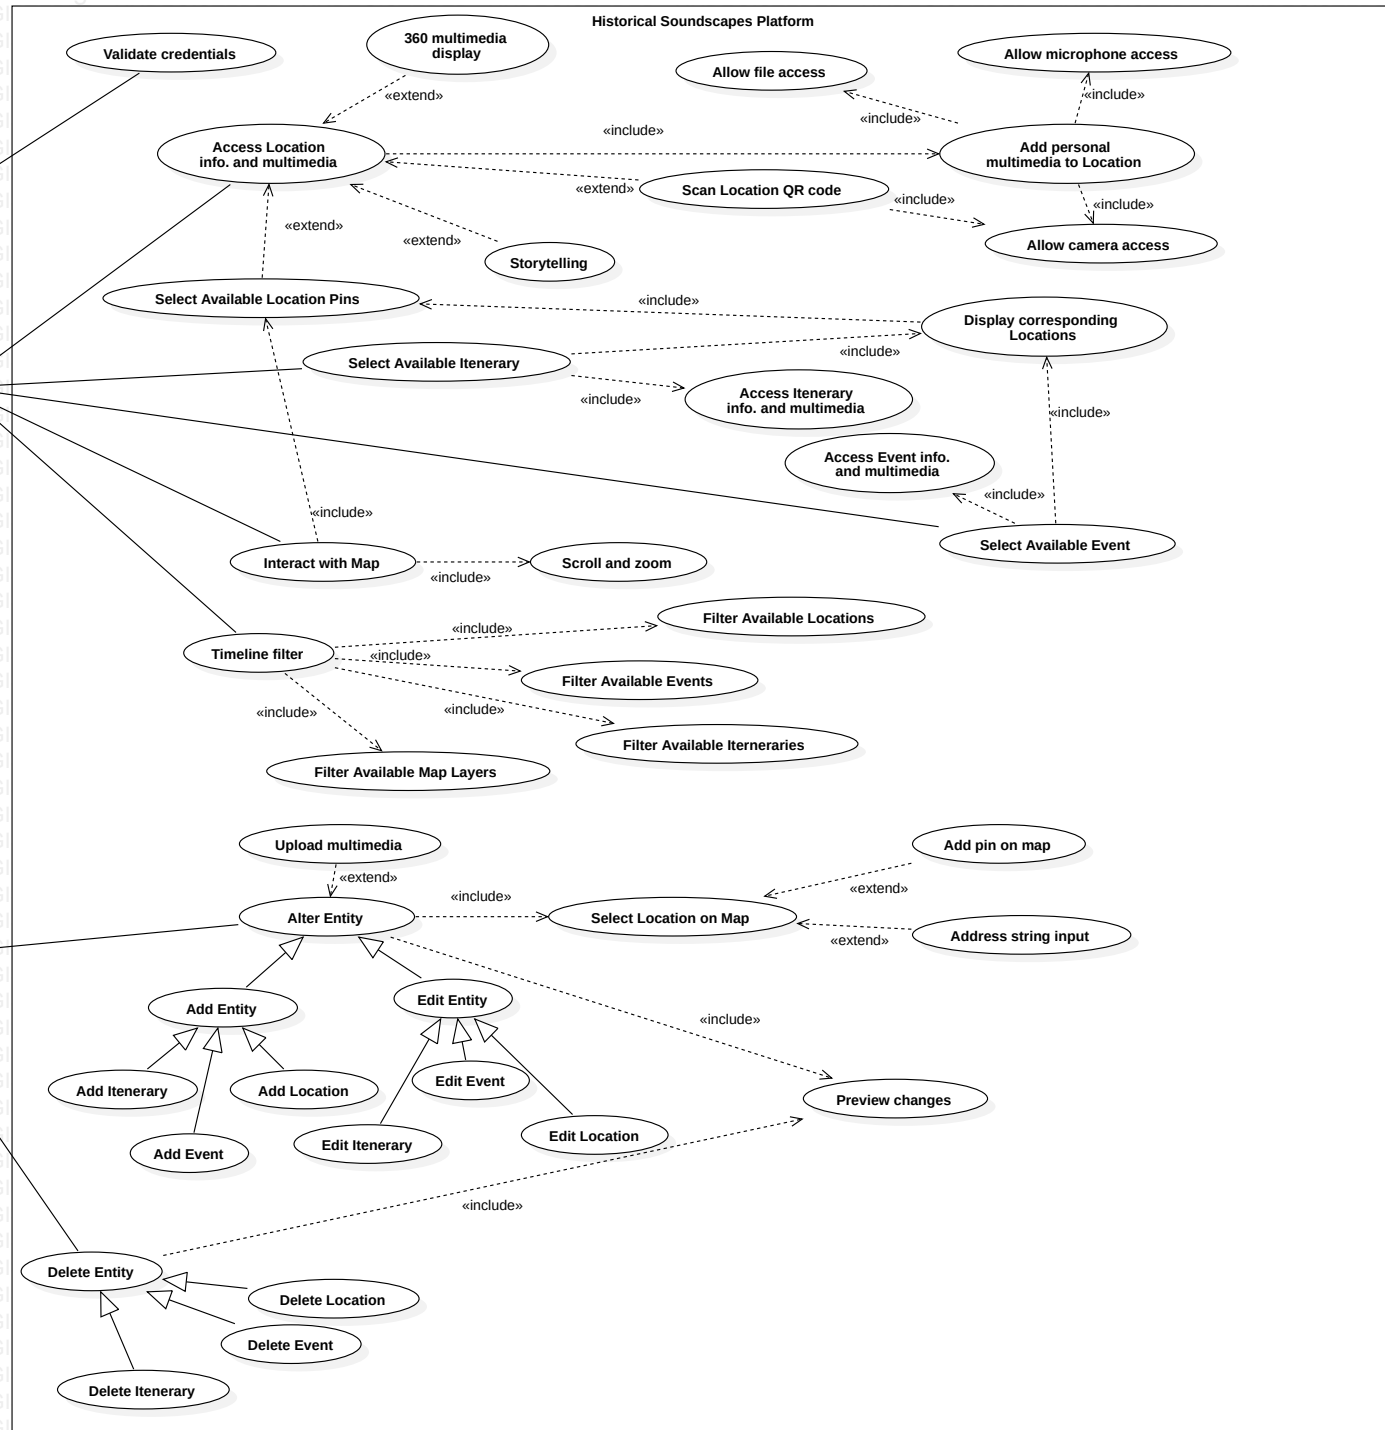 Historical Soundscapes Platform
Validate credentials
360 multimedia
display
Allow file access
Allow microphone access
«extend»
«include»
«include»
Access Location
info. and multimedia
«include»
Add personal
multimedia to Location
«extend»
Scan Location QR code
«include»
«include»
«extend»
«extend»
Storytelling
Allow camera access
Select Available Location Pins
«include»
Display corresponding
Locations
Select Available Itenerary
«include»
«include»
Access Itenerary
info. and multimedia
«include»
Access Event info.
and multimedia
«include»
«include»
Select Available Event
Interact with Map
«include»
Scroll and zoom
Filter Available Locations
«include»
Timeline filter
«include»
Filter Available Events
«include»
«include»
Filter Available Iterneraries
Filter Available Map Layers
Upload multimedia
Add pin on map
«extend»
«include»
«extend»
Alter Entity
Select Location on Map
«extend»
Address string input
Add Entity
Edit Entity
«include»
Add Itenerary
Add Location
Edit Event
Preview changes
Add Event
Edit Itenerary
Edit Location
«include»
Delete Entity
Delete Location
Delete Event
Delete Itenerary